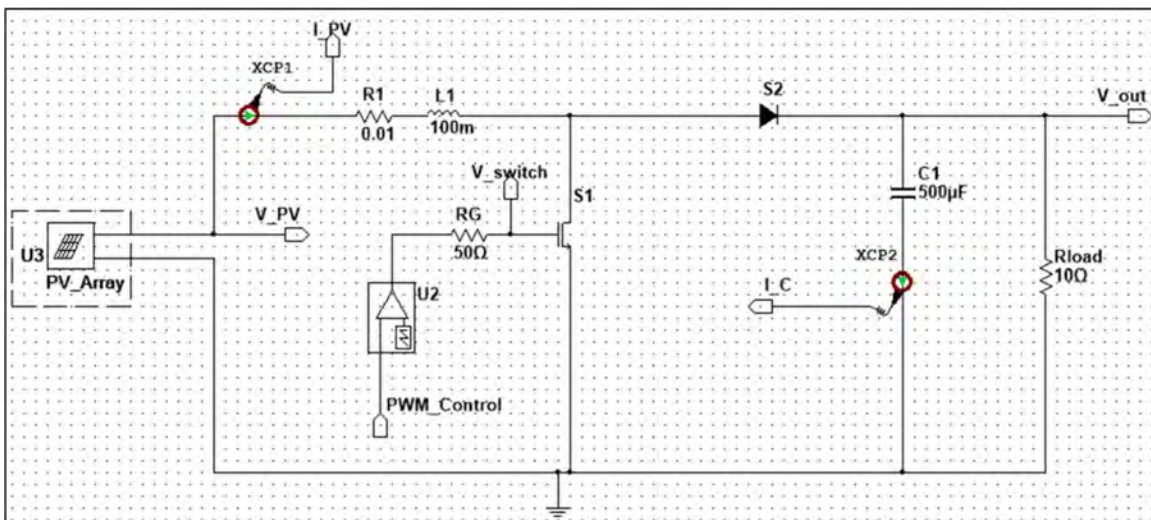 I_PV
XCP1
R1
0.01
L1
100m
S2
V_out
C1
500µF
V_switch
S1
RG
50Ω
V_PV
U3
PV_Array
XCP2
I_C
Rload
10Ω
U2
PWM_Control